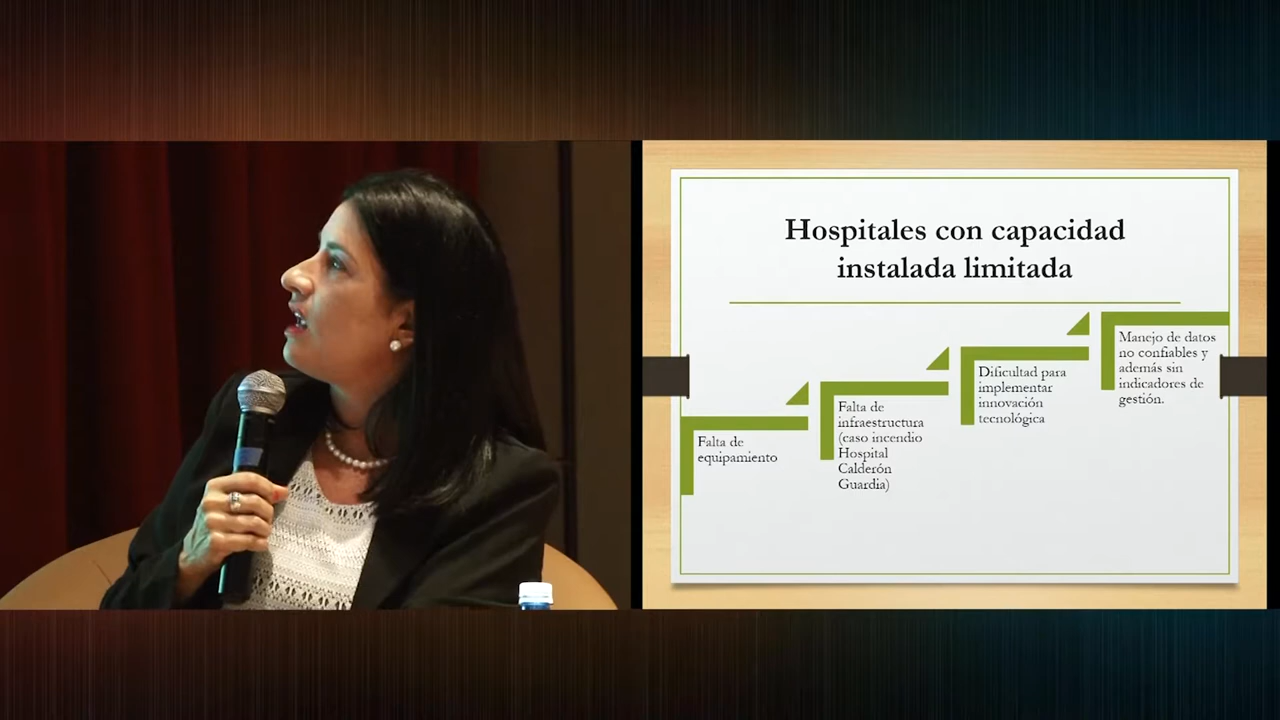 Hospitales con capacidad
instalada limitada
Falta de
equipamiento
Falta de
infraestructura
(caso incendio
Hospital
Calderón
Guardia)
Dificultad para
implementar
innovación
tecnológica
Manejo de datos
no confiables y
además sin
indicadores de
gestión.